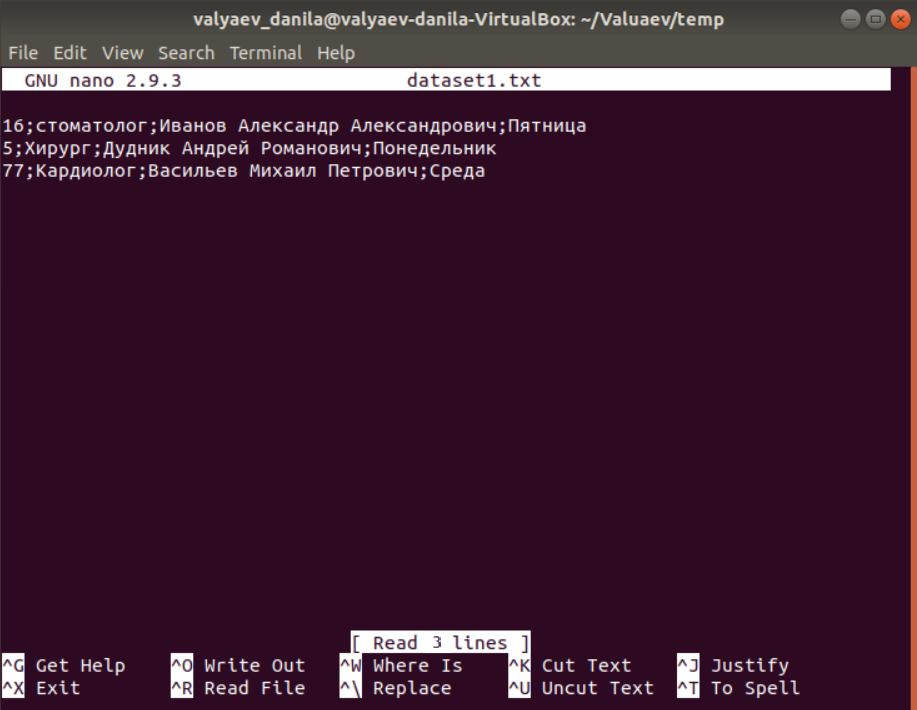 valyaev_danila@valyaev-danila-VirtualBox: ~/Valuaev/temp
File Edit View Search Terminal Help
GNU nano 2.9.3 dataset1.txt
16;стоматолог;Иванов Александр Александрович;Пятница
5;Хирург;Дудник Андрей Романович;Понедельник
77;Кардиолог;Васильев Михаил Петрович;Среда
[ Read 3 lines ]
^G Get Help ^O Write Out ^W Where Is ^K Cut Text ^J Justify
^X Exit ^R Read File ^\ Replace ^U Uncut Text ^T To Spell